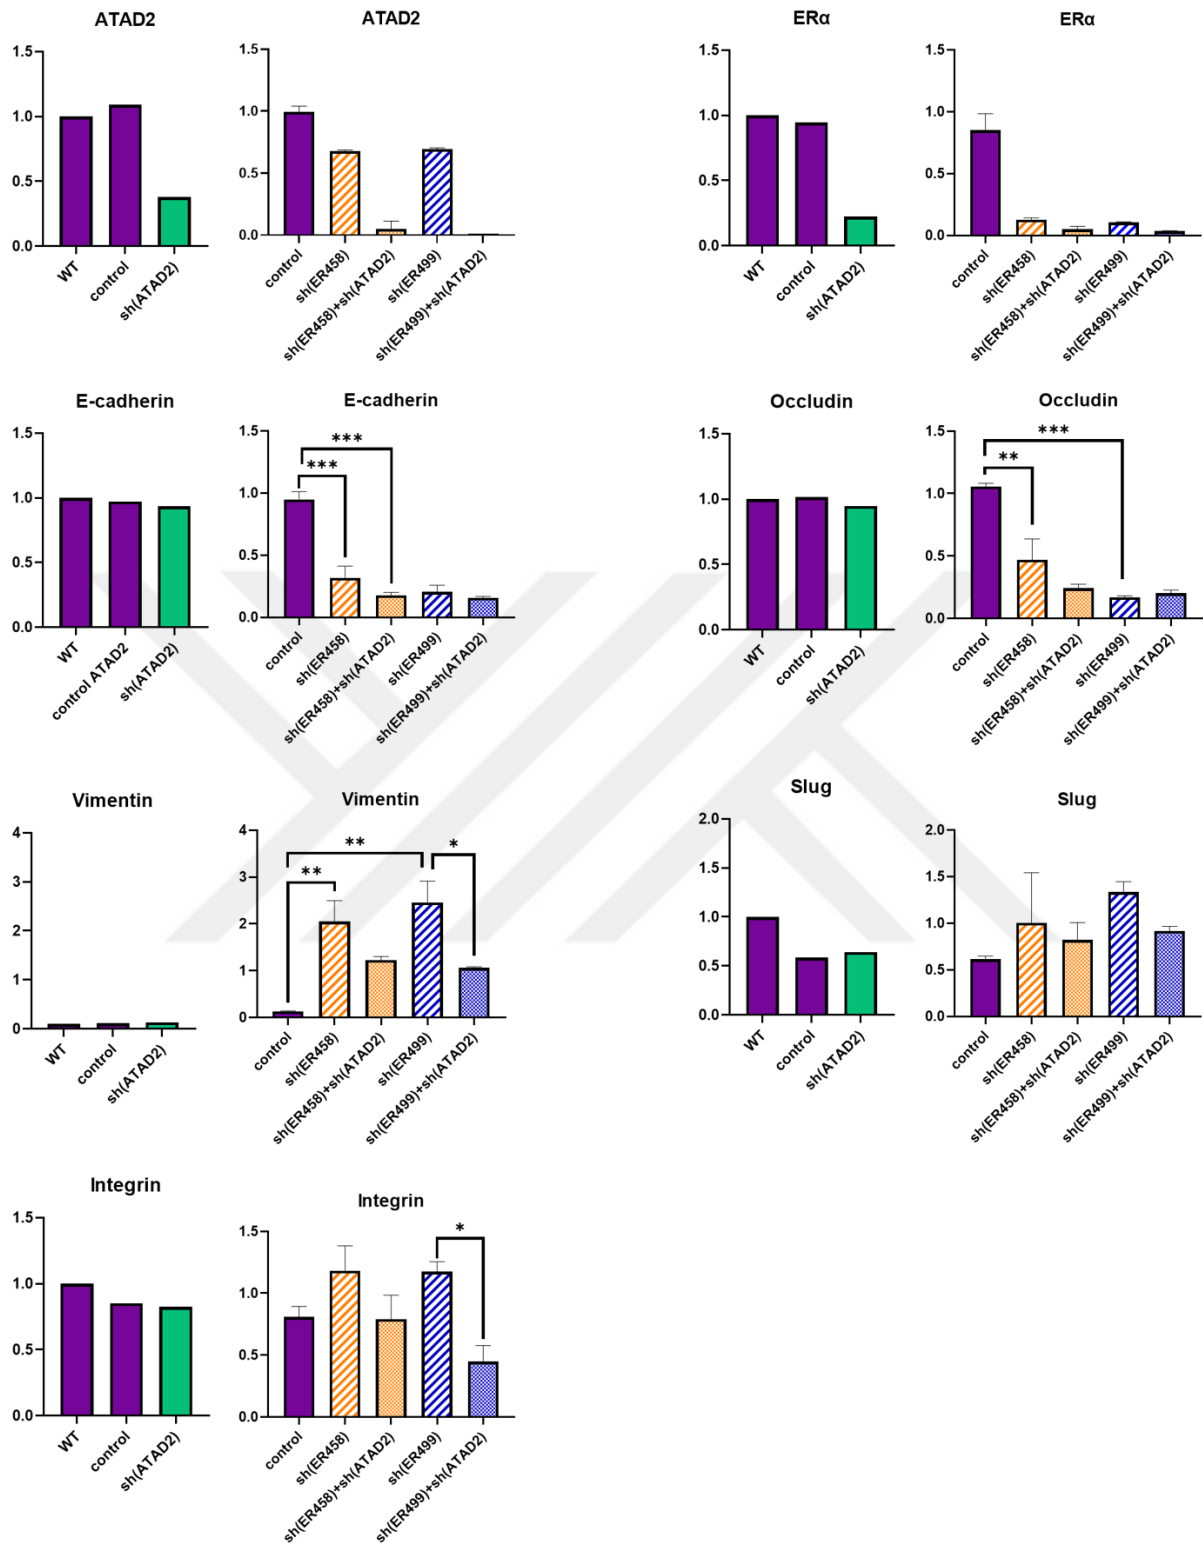 ATAD2
1.5
1.0
0.5
0.0
WT
control
sh(ATAD2)
ATAD2
1.5
1.0
0.5
0.0
control
sh(ER458)
sh(ER458)+sh(ATAD2)
sh(ER499)
sh(ER499)+sh(ATAD2)
ERα
1.5
1.0
0.5
0.0
WT
control
sh(ATAD2)
ERα
1.5
1.0
0.5
0.0
control
sh(ER458)
sh(ER458)+sh(ATAD2)
sh(ER499)
sh(ER499)+sh(ATAD2)
E-cadherin
1.5
1.0
0.5
0.0
WT
control ATAD2
sh(ATAD2)
E-cadherin
1.5
1.0
0.5
0.0
***
***
control
sh(ER458)
sh(ER458)+sh(ATAD2)
sh(ER499)
sh(ER499)+sh(ATAD2)
Occludin
1.5
1.0
0.5
0.0
WT
control
sh(ATAD2)
Occludin
1.5
1.0
0.5
0.0
***
**
control
sh(ER458)
sh(ER458)+sh(ATAD2)
sh(ER499)
sh(ER499)+sh(ATAD2)
Vimentin
4
3
2
1
0
WT
control
sh(ATAD2)
Vimentin
4
3
2
1
0
**
*
**
control
sh(ER458)
sh(ER458)+sh(ATAD2)
sh(ER499)
sh(ER499)+sh(ATAD2)
Slug
2.0
1.5
1.0
0.5
0.0
WT
control
sh(ATAD2)
Slug
2.0
1.5
1.0
0.5
0.0
control
sh(ER458)
sh(ER458)+sh(ATAD2)
sh(ER499)
sh(ER499)+sh(ATAD2)
Integrin
1.5
1.0
0.5
0.0
WT
control
sh(ATAD2)
Integrin
1.5
1.0
0.5
0.0
*
control
sh(ER458)
sh(ER458)+sh(ATAD2)
sh(ER499)
sh(ER499)+sh(ATAD2)